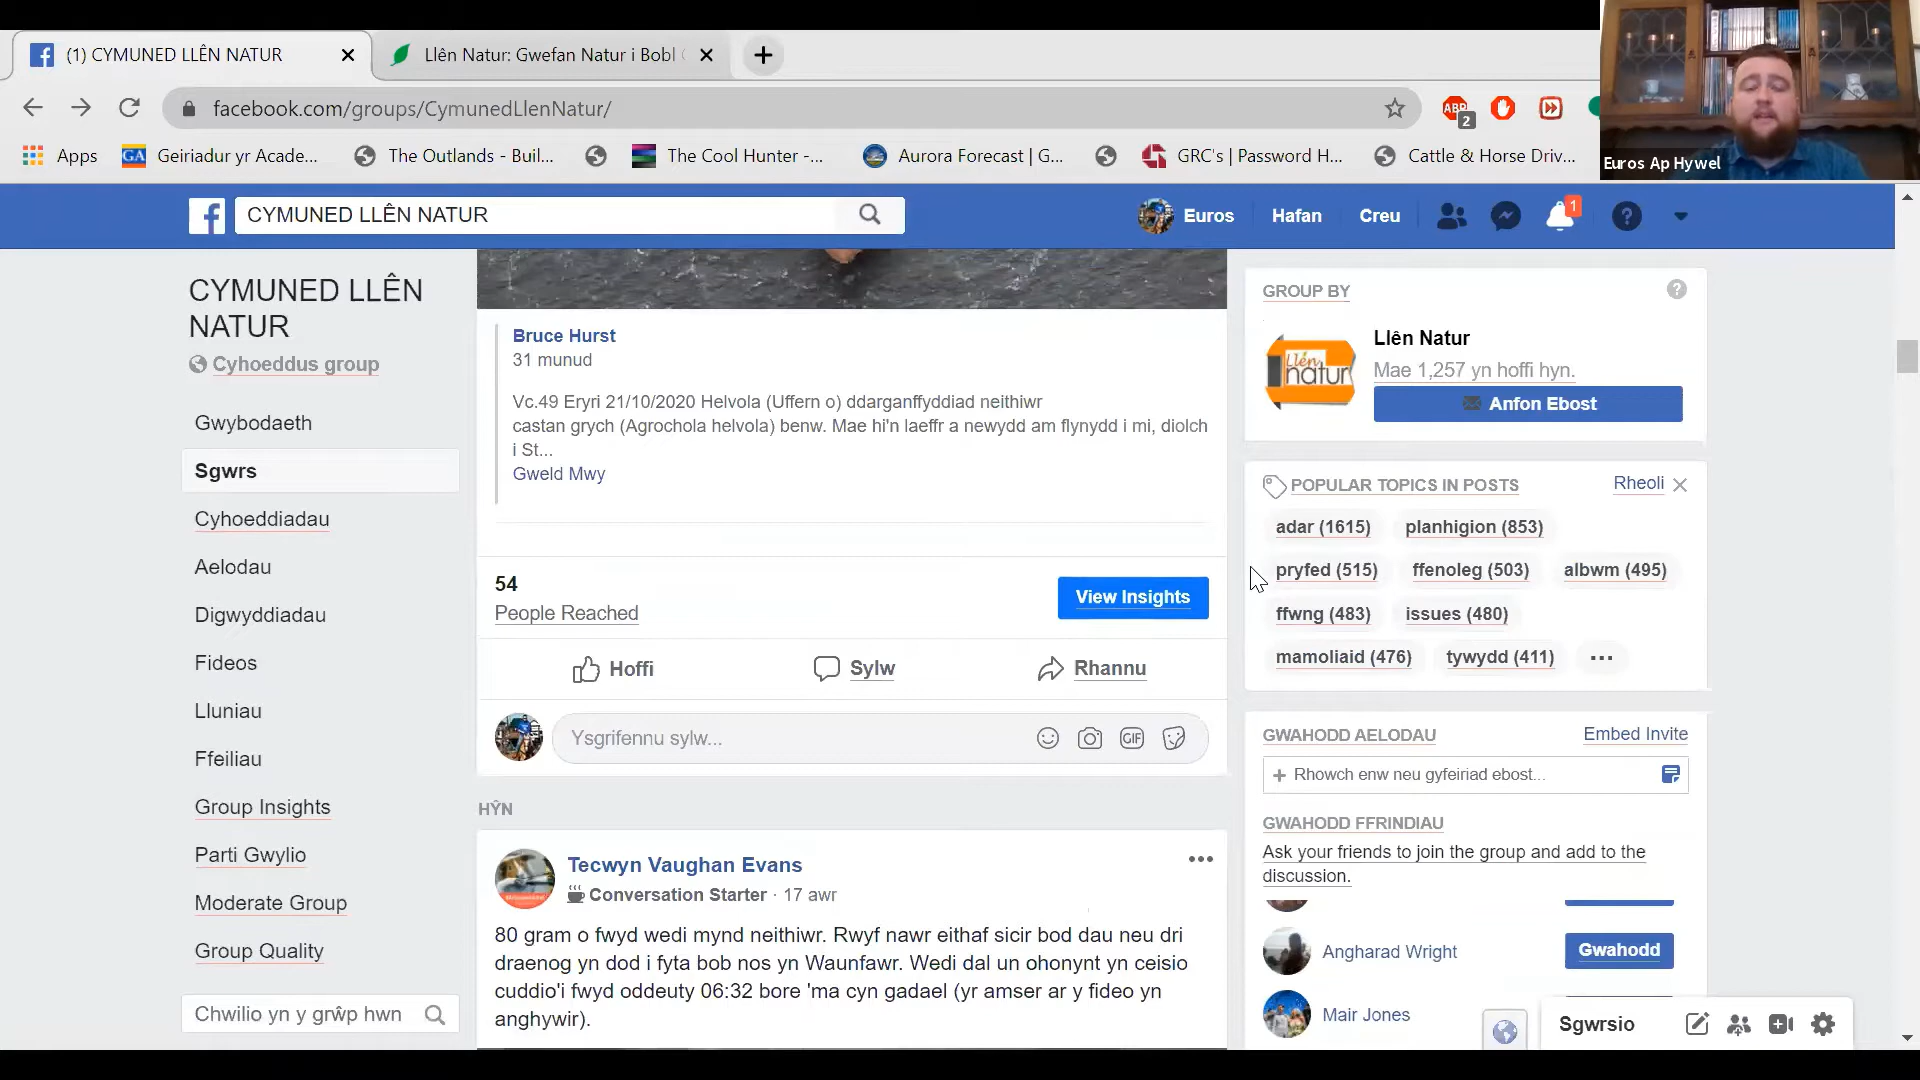 (1) CYMUNED LLÊN NATUR
Llên Natur: Gwefan Natur i Bobl
facebook.com/groups/CymunedLlenNatur/
ABP
2
Apps
GA
Geiriadur yr Acade...
The Outlands - Buil...
The Cool Hunter -...
Aurora Forecast | G...
GRC's | Password H...
Cattle & Horse Driv...
Euros Ap Hywel
CYMUNED LLÊN NATUR
Euros
Hafan
Creu
1
CYMUNED LLÊN
NATUR
Cyhoeddus group
Gwybodaeth
Sgwrs
Cyhoeddiadau
Aelodau
Digwyddiadau
Fideos
Lluniau
Ffeiliau
Group Insights
Parti Gwylio
Moderate Group
Group Quality
Chwilio yn y grŵp hwn
Bruce Hurst
31 munud
Vc.49 Eryri 21/10/2020 Helvola (Uffern o) ddarganffyddiad neithiwr
castan grych (Agrochola helvola) benw. Mae hi'n laeffr a newydd am flynydd i mi, diolch
i St...
Gweld Mwy
54
People Reached
View Insights
Hoffi
Sylw
Rhannu
Ysgrifennu sylw...
GIF
HŶN
Tecwyn Vaughan Evans
Conversation Starter · 17 awr
80 gram o fwyd wedi mynd neithiwr. Rwyf nawr eithaf sicir bod dau neu dri
draenog yn dod i fyta bob nos yn Waunfawr. Wedi dal un ohonynt yn ceisio
cuddio'i fwyd oddeuty 06:32 bore 'ma cyn gadael (yr amser ar y fideo yn
anghywir).
GROUP BY
?
Llên natur
Llên Natur
Mae 1,257 yn hoffi hyn.
Anfon Ebost
POPULAR TOPICS IN POSTS
Rheoli
adar (1615)
planhigion (853)
pryfed (515)
ffenoleg (503)
albwm (495)
ffwng (483)
issues (480)
mamoliaid (476)
tywydd (411)
...
GWAHODD AELODAU
Embed Invite
+ Rhowch enw neu gyfeiriad ebost...
GWAHODD FFRINDIAU
Ask your friends to join the group and add to the
discussion.
Angharad Wright
Gwahodd
Mair Jones
Sgwrsio